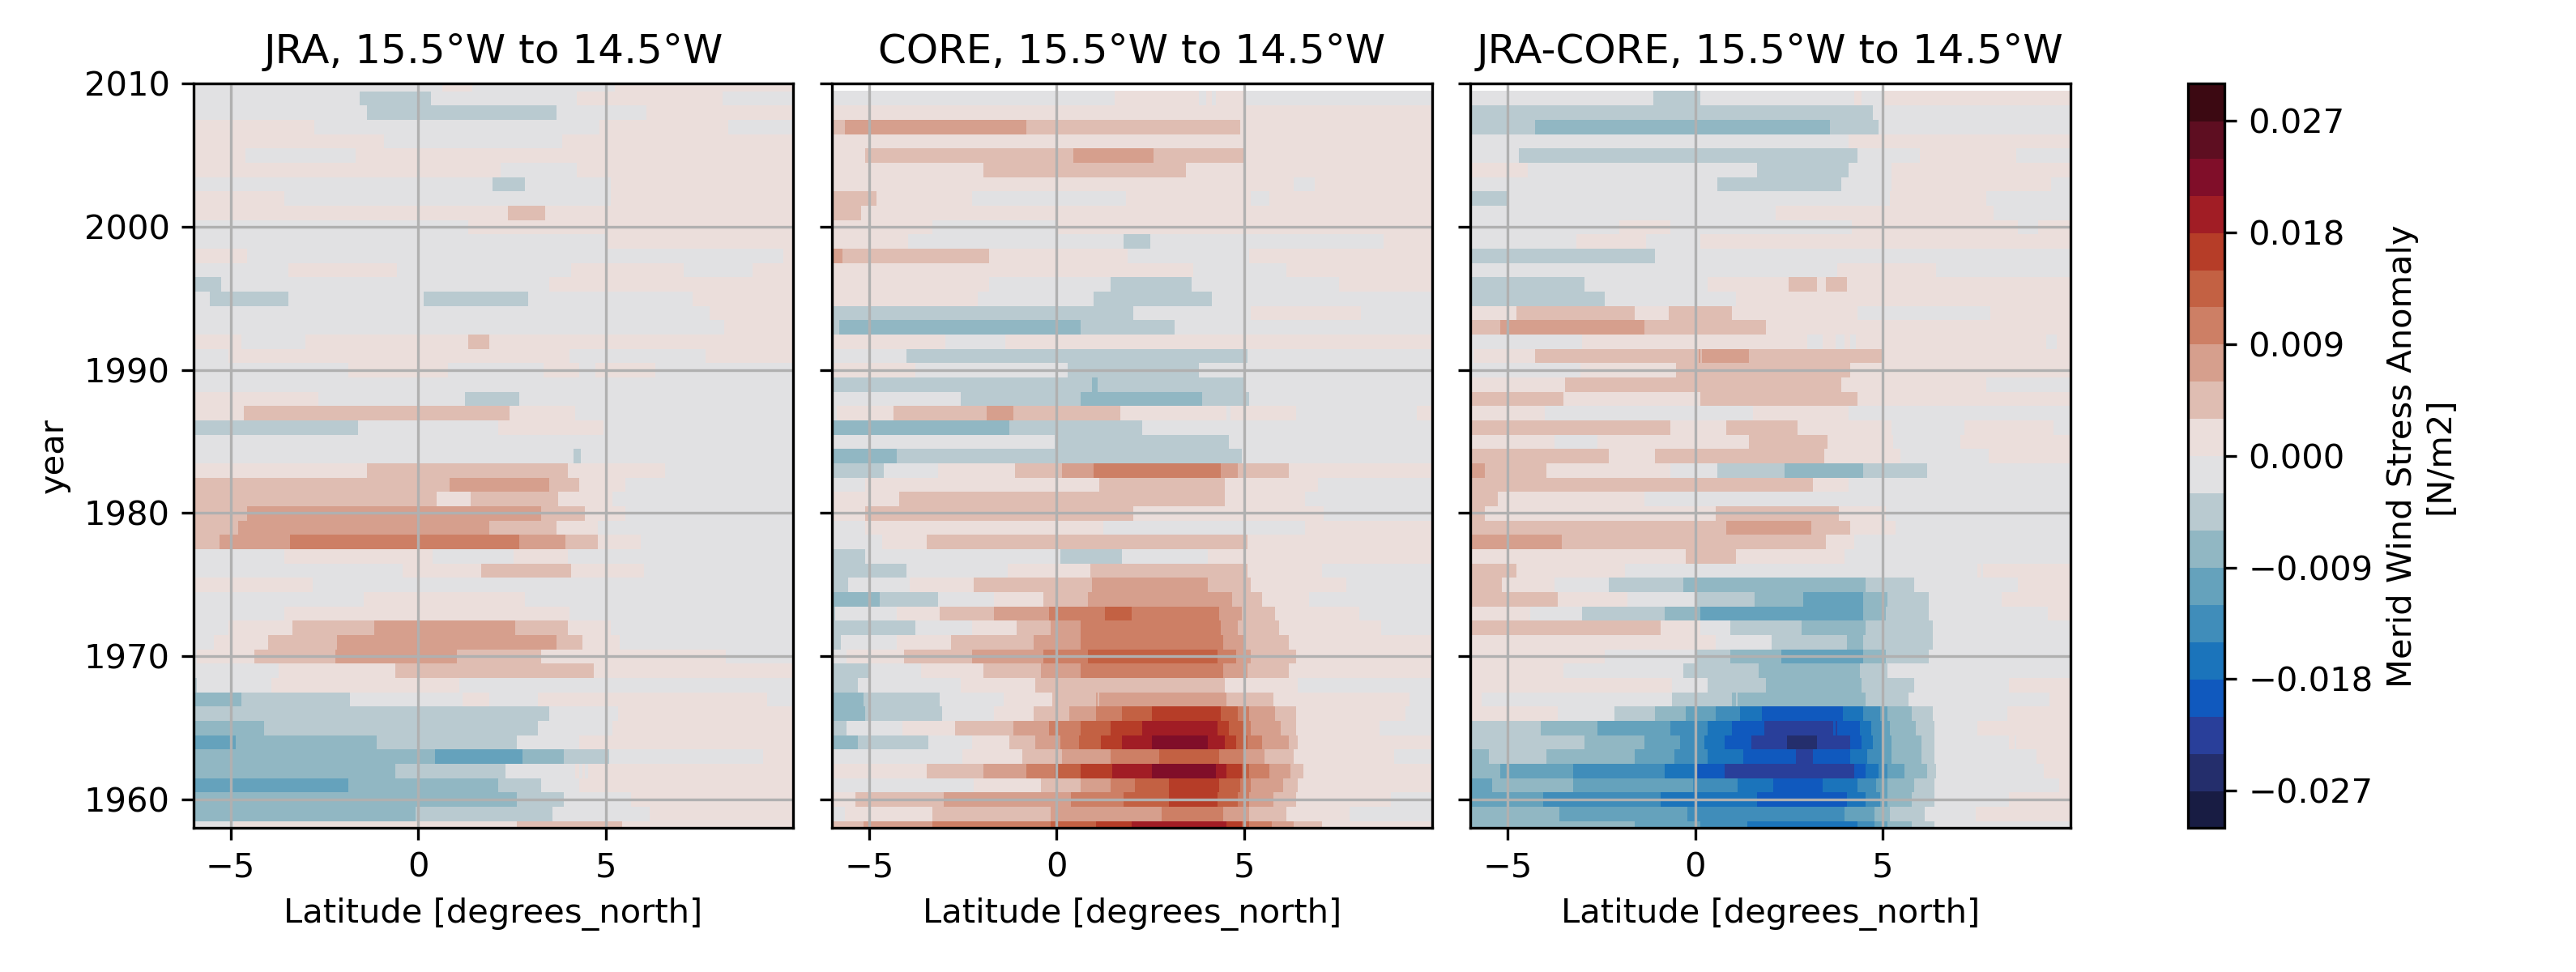 JRA, 15.5°W to 14.5°W
CORE, 15.5°W to 14.5°W
JRA-CORE, 15.5°W to 14.5°W
2010
2000
1990
1980
1970
1960
year
−5
0
5
−5
0
5
−5
0
5
Latitude [degrees_north]
Latitude [degrees_north]
Latitude [degrees_north]
0.027
0.018
0.009
0.000
−0.009
−0.018
−0.027
Merid Wind Stress Anomaly
[N/m2]